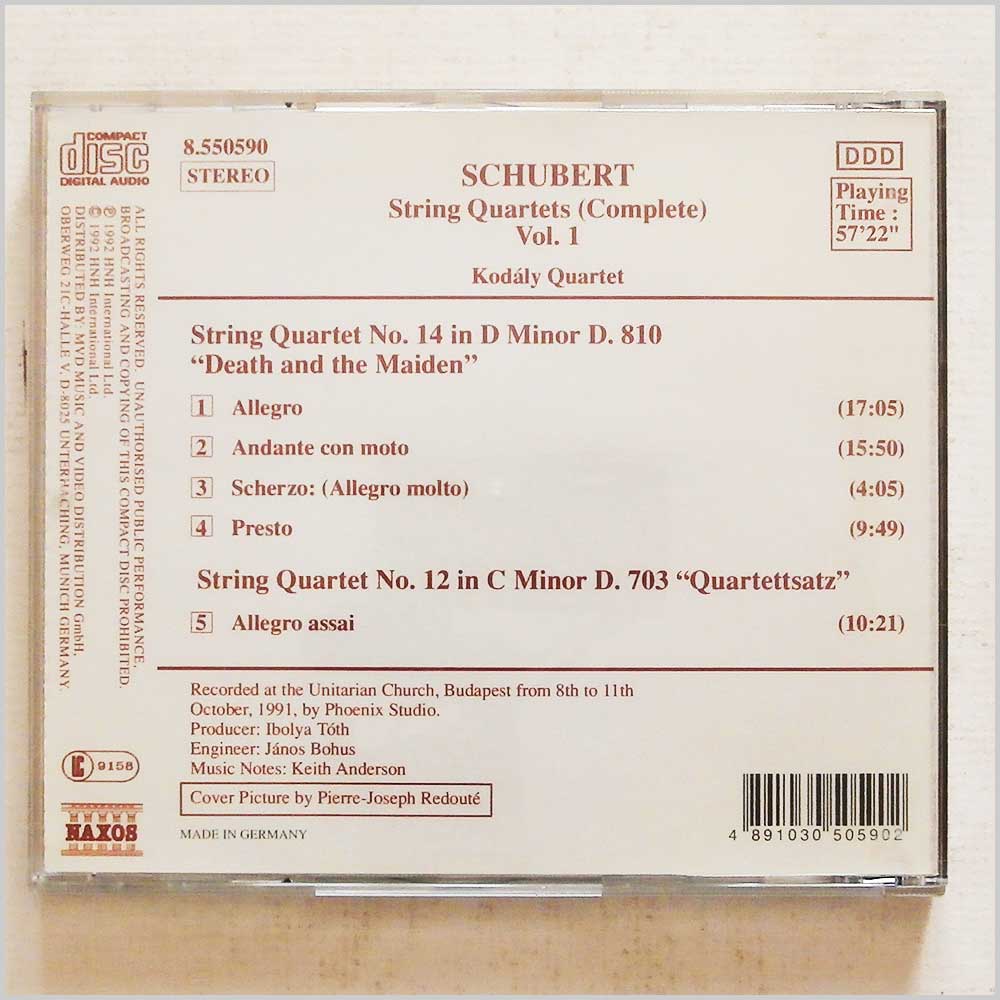 COMPACT
disc
DIGITAL AUDIO
8.550590
STEREO
SCHUBERT
String Quartets (Complete)
Vol. 1
Kodály Quartet
DDD
Playing
Time :
57'22"
String Quartet No. 14 in D Minor D. 810
“Death and the Maiden”
1 Allegro (17:05)
2 Andante con moto (15:50)
3 Scherzo: (Allegro molto) (4:05)
4 Presto (9:49)
String Quartet No. 12 in C Minor D. 703 “Quartettsatz”
5 Allegro assai (10:21)
Recorded at the Unitarian Church, Budapest from 8th to 11th
October, 1991, by Phoenix Studio.
Producer: Ibolya Tóth
Engineer: János Bohus
Music Notes: Keith Anderson
Cover Picture by Pierre-Joseph Redouté
MADE IN GERMANY
4 891030 505902
ALL RIGHTS RESERVED. UNAUTHORISED PUBLIC PERFORMANCE,
BROADCASTING AND COPYING OF THIS COMPACT DISC PROHIBITED.
℗ 1992 HNH International Ltd.
© 1992 HNH International Ltd.
DISTRIBUTED BY: MVD MUSIC AND VIDEO DISTRIBUTION GmbH,
OBERWEG 21C-HALLE V. D-8025 UNTERHACHING, MUNICH GERMANY.
LC 9158
NAXOS